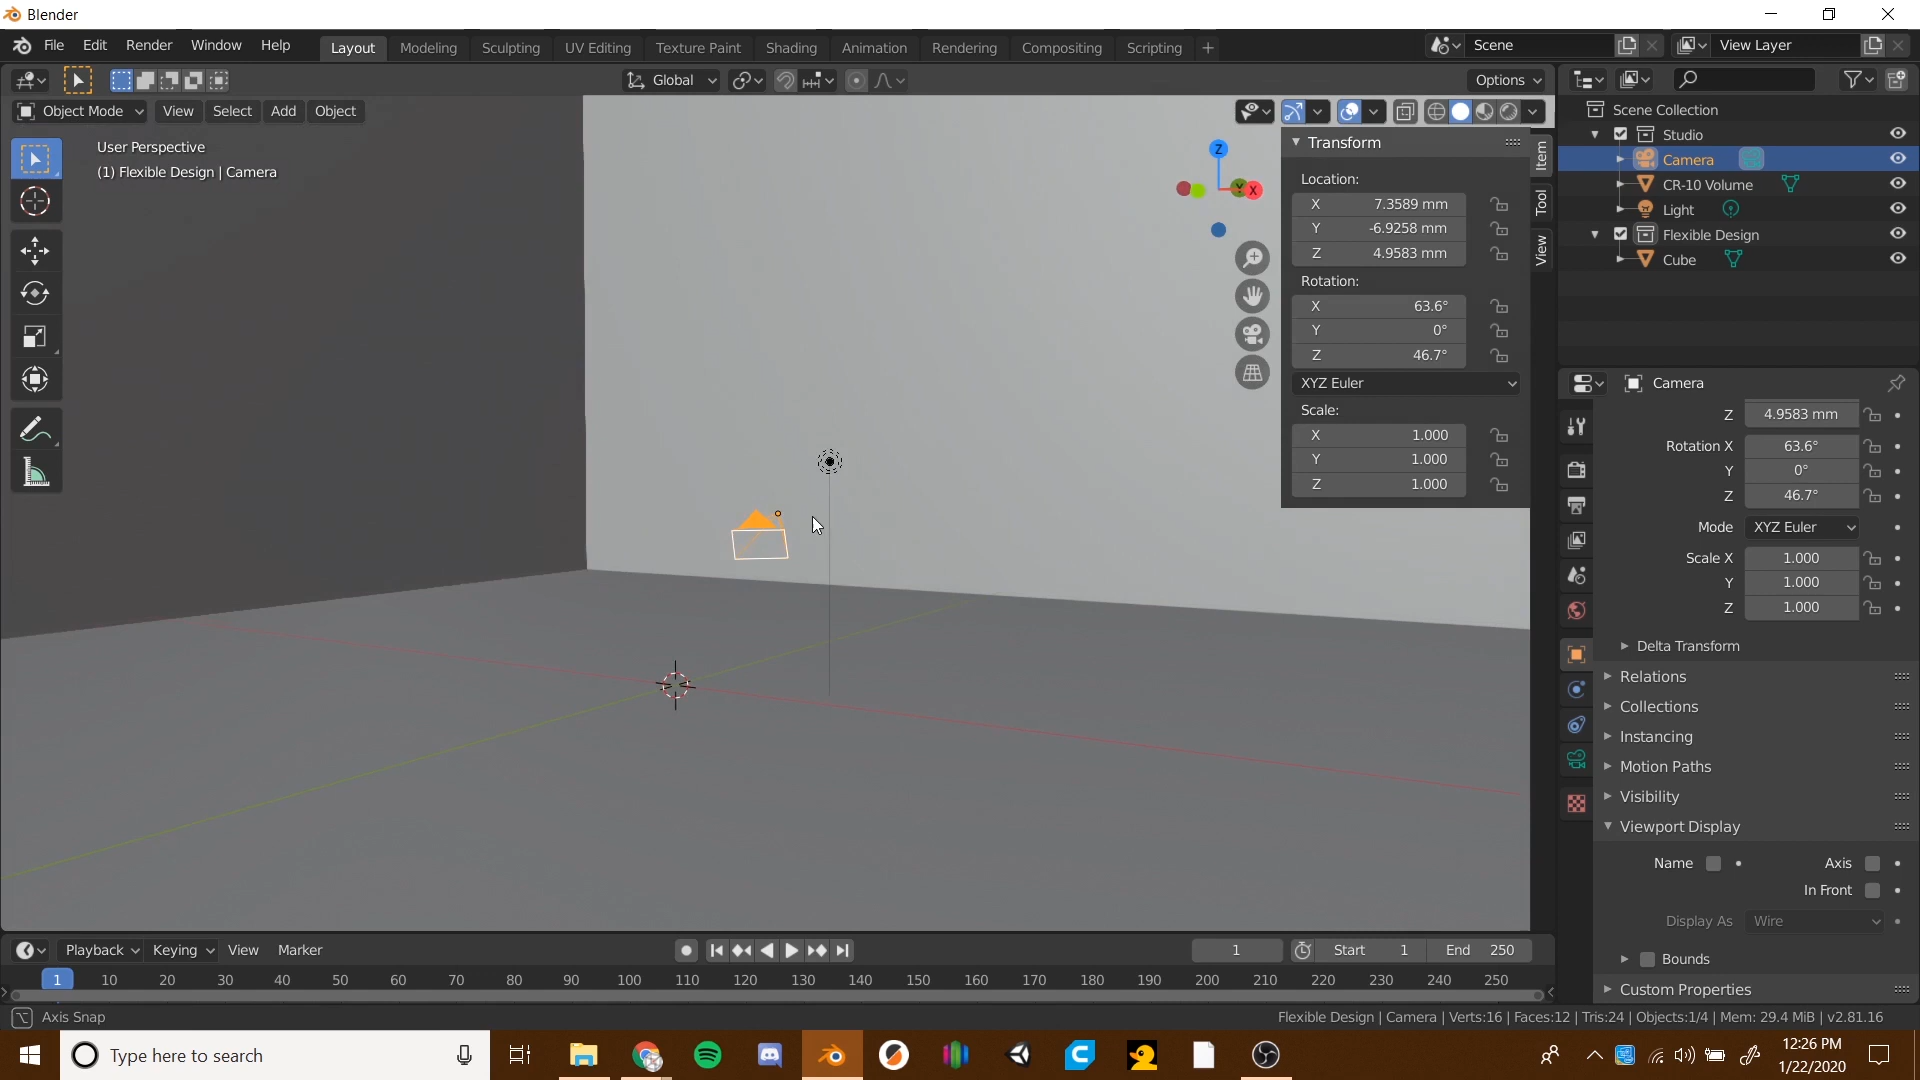 Blender
File Edit Render Window Help Layout Modeling Sculpting UV Editing Texture Paint Shading Animation Rendering Compositing Scripting + Scene View Layer
Global Options
Object Mode View Select Add Object
User Perspective
(1) Flexible Design | Camera
Z
Y X
Transform
Location:
X 7.3589 mm
Y -6.9258 mm
Z 4.9583 mm
Rotation:
X 63.6°
Y 0°
Z 46.7°
XYZ Euler
Scale:
X 1.000
Y 1.000
Z 1.000
Item
Tool
View
Scene Collection
Studio
Camera
CR-10 Volume
Light
Flexible Design
Cube
Camera
Z 4.9583 mm
Rotation X 63.6°
Y 0°
Z 46.7°
Mode XYZ Euler
Scale X 1.000
Y 1.000
Z 1.000
Delta Transform
Relations
Collections
Instancing
Motion Paths
Visibility
Viewport Display
Name Axis
In Front
Display As Wire
Bounds
Custom Properties
Playback Keying View Marker 1 Start 1 End 250
1 10 20 30 40 50 60 70 80 90 100 110 120 130 140 150 160 170 180 190 200 210 220 230 240 250
Axis Snap Flexible Design | Camera | Verts:16 | Faces:12 | Tris:24 | Objects:1/4 | Mem: 29.4 MiB | v2.81.16
Type here to search
12:26 PM
1/22/2020